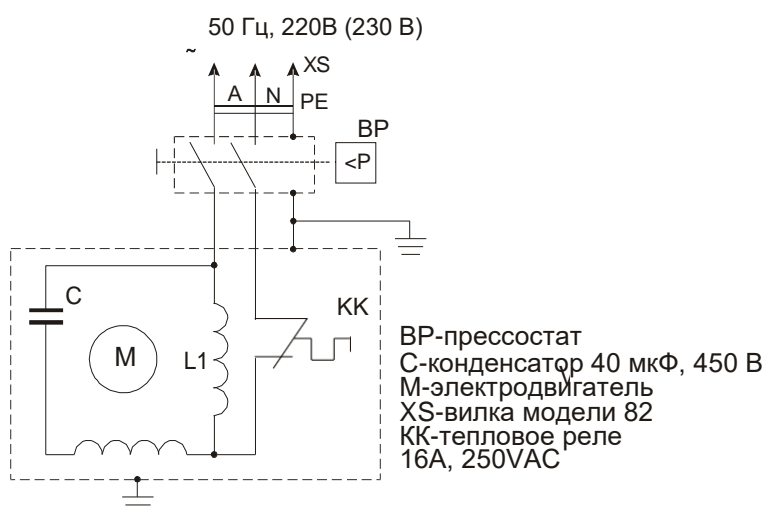 50 Гц, 220В (230 В)
~
XS
A N PE
BP
<P
C
KK
M
L1
ВР-прессостат
С-конденсатор 40 мкФ, 450 В
М-электродвигатель
XS-вилка модели 82
КК-тепловое реле
16А, 250VAC